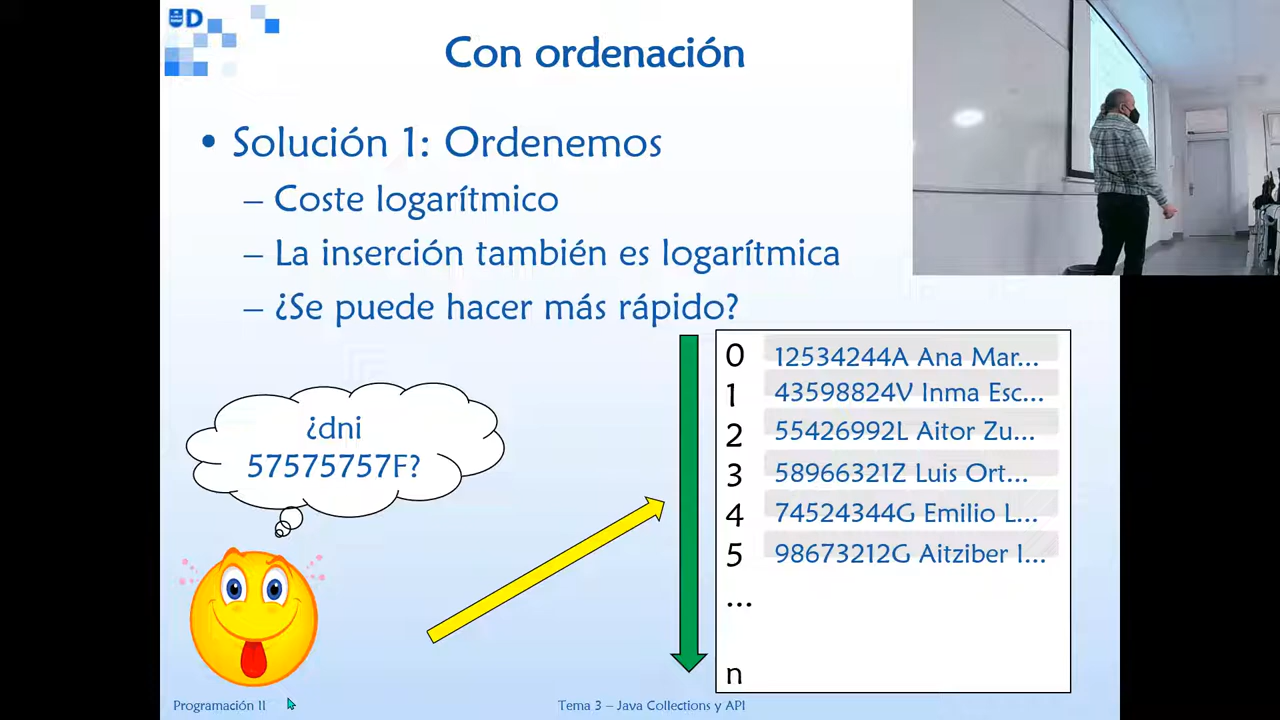 D
Con ordenación
• Solución 1: Ordenemos
– Coste logarítmico
– La inserción también es logarítmica
– ¿Se puede hacer más rápido?
¿dni
57575757F?
0 12534244A Ana Mar...
1 43598824V Inma Esc...
2 55426992L Aitor Zu...
3 58966321Z Luis Ort...
4 74524344G Emilio L...
5 98673212G Aitziber I...
...
n
Programación II
Tema 3 – Java Collections y API